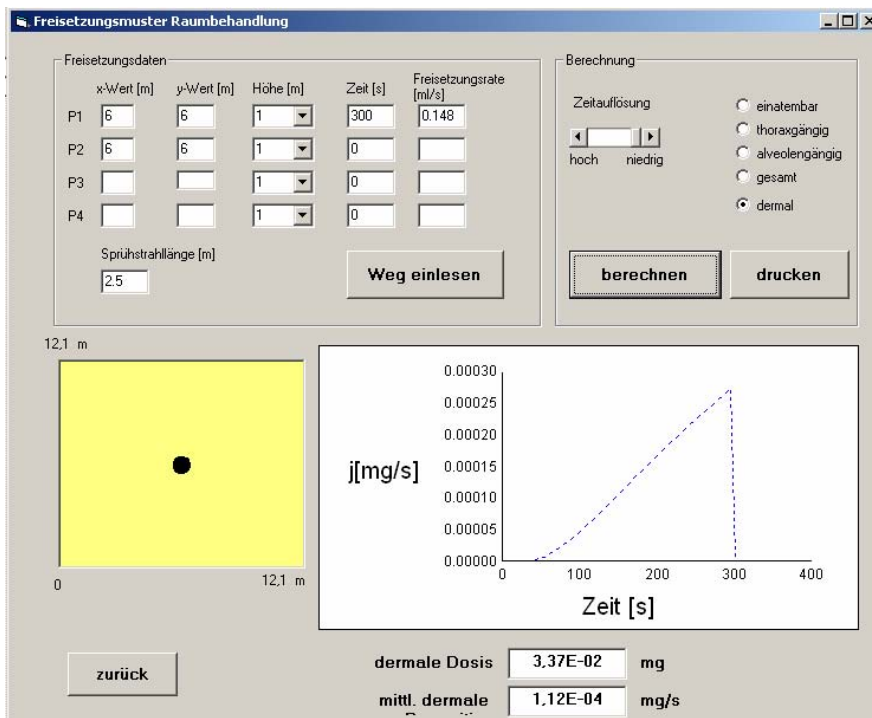 Freisetzungsmuster Raumbehandlung
Freisetzungsdaten
x-Wert [m] y-Wert [m] Höhe [m] Zeit [s] Freisetzungsrate [ml/s]
P1 6 6 1 300 0.148
P2 6 6 1 0
P3 1 0
P4 1 0
Sprühstrahllänge [m]
2.5
Weg einlesen
Berechnung
Zeitauflösung
hoch niedrig
einatembar
thoraxgängig
alveolengängig
gesamt
dermal
berechnen drucken
12,1 m
0 12,1 m
0.00030
0.00025
0.00020
0.00015
0.00010
0.00005
0.00000
j[mg/s]
0 100 200 300 400
Zeit [s]
zurück
dermale Dosis 3,37E-02 mg
mittl. dermale 1,12E-04 mg/s